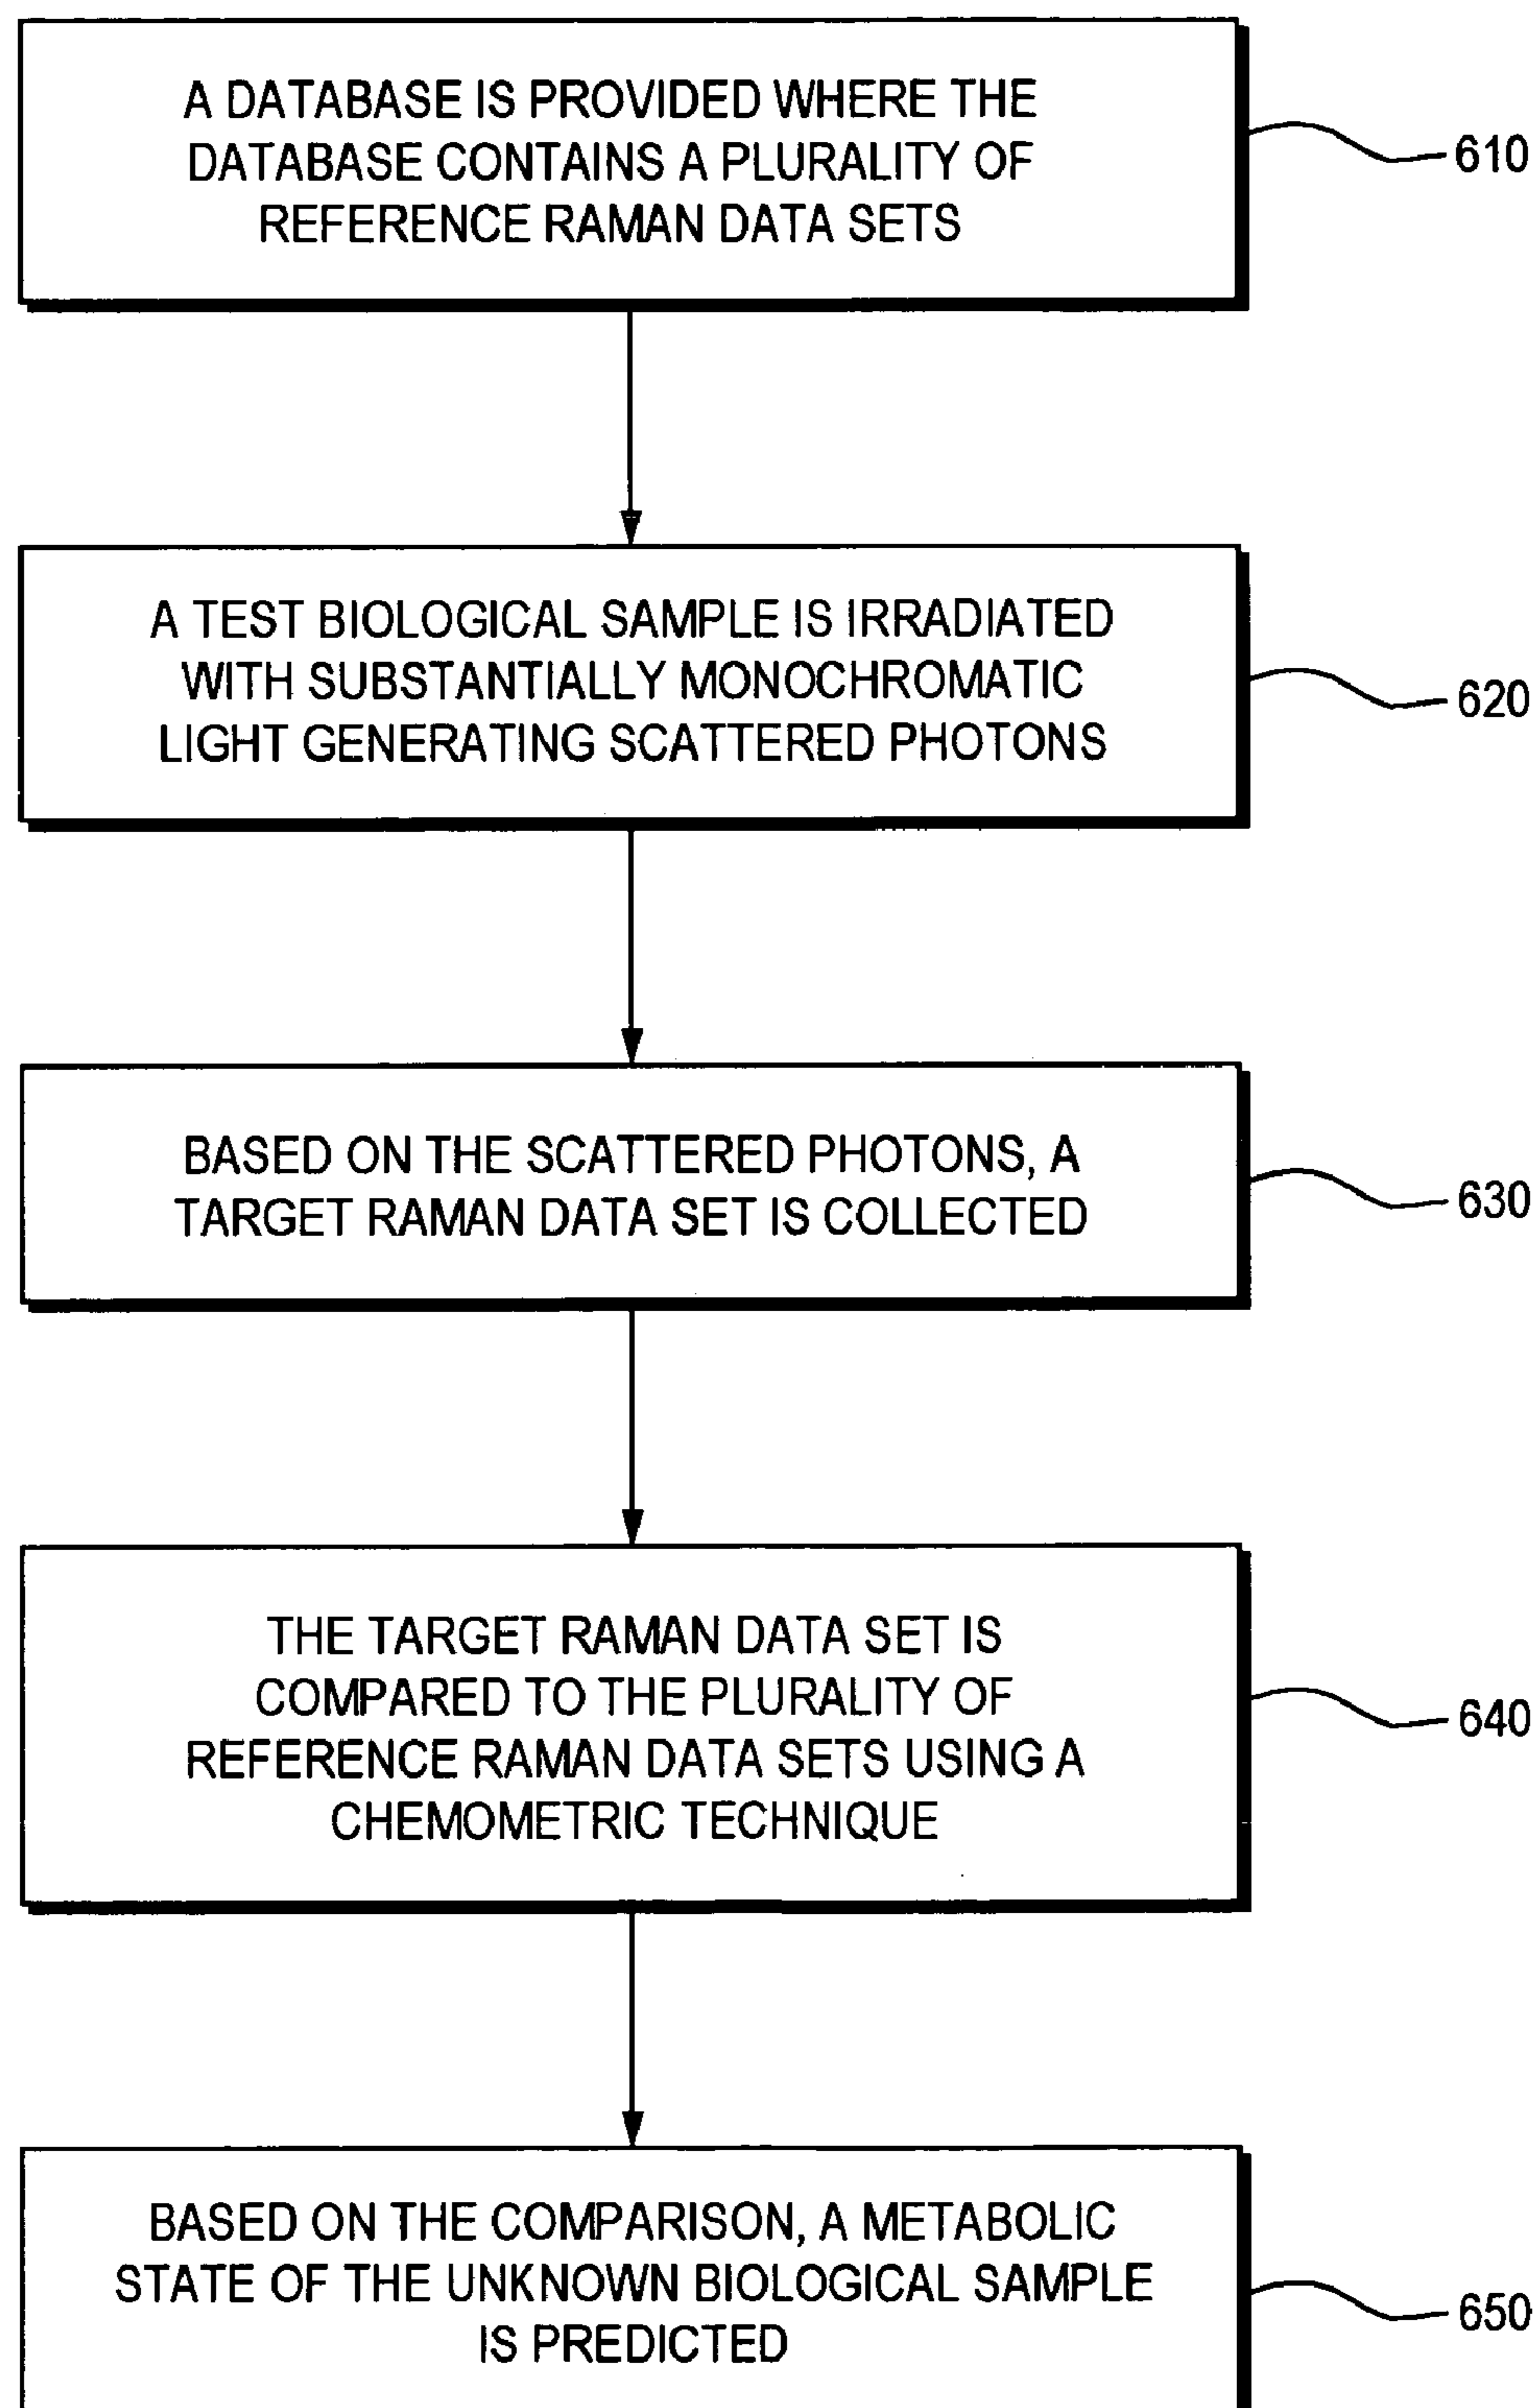 A DATABASE IS PROVIDED WHERE THE
DATABASE CONTAINS A PLURALITY OF
REFERENCE RAMAN DATA SETS
610
A TEST BIOLOGICAL SAMPLE IS IRRADIATED
WITH SUBSTANTIALLY MONOCHROMATIC
LIGHT GENERATING SCATTERED PHOTONS
620
BASED ON THE SCATTERED PHOTONS, A
TARGET RAMAN DATA SET IS COLLECTED
630
THE TARGET RAMAN DATA SET IS
COMPARED TO THE PLURALITY OF
REFERENCE RAMAN DATA SETS USING A
CHEMOMETRIC TECHNIQUE
640
BASED ON THE COMPARISON, A METABOLIC
STATE OF THE UNKNOWN BIOLOGICAL SAMPLE
IS PREDICTED
650